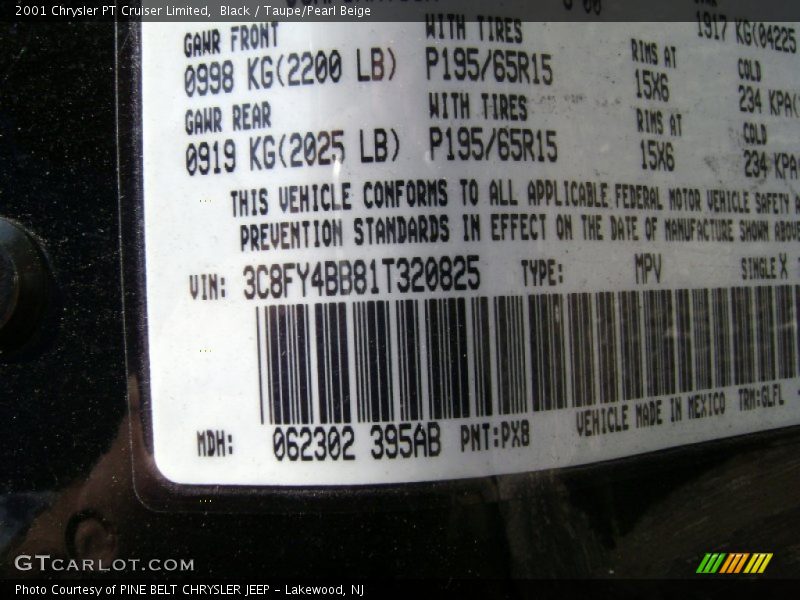 2001 Chrysler PT Cruiser Limited, Black / Taupe/Pearl Beige
1917 KG(04225
GAWR FRONT WITH TIRES RIMS AT COLD
0998 KG(2200 LB) P195/65R15 15X6 234 KPA(
GAWR REAR WITH TIRES RIMS AT COLD
0919 KG(2025 LB) P195/65R15 15X6 234 KPA
THIS VEHICLE CONFORMS TO ALL APPLICABLE FEDERAL MOTOR VEHICLE SAFETY A
PREVENTION STANDARDS IN EFFECT ON THE DATE OF MANUFACTURE SHOWN ABOVE
VIN: 3C8FY4BB81T320825 TYPE: MPV SINGLE X
MDH: 062302 395AB PNT:PX8 VEHICLE MADE IN MEXICO TRM:GLFL
GTCARLOT.COM
Photo Courtesy of PINE BELT CHRYSLER JEEP - Lakewood, NJ